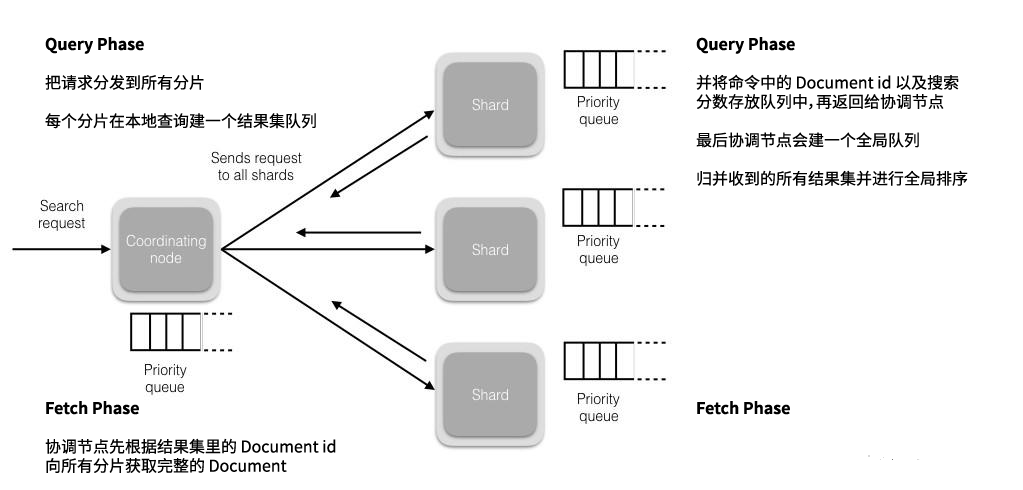 Query Phase
把请求分发到所有分片
每个分片在本地查询建一个结果集队列
Sends request
to all shards
Search
request
Coordinating
node
Priority
queue
Fetch Phase
协调节点先根据结果集里的 Document id
向所有分片获取完整的 Document
Shard
Priority
queue
Shard
Priority
queue
Shard
Priority
queue
Query Phase
并将命令中的 Document id 以及搜索
分数存放队列中，再返回给协调节点
最后协调节点会建一个全局队列
归并收到的所有结果集并进行全局排序
Fetch Phase